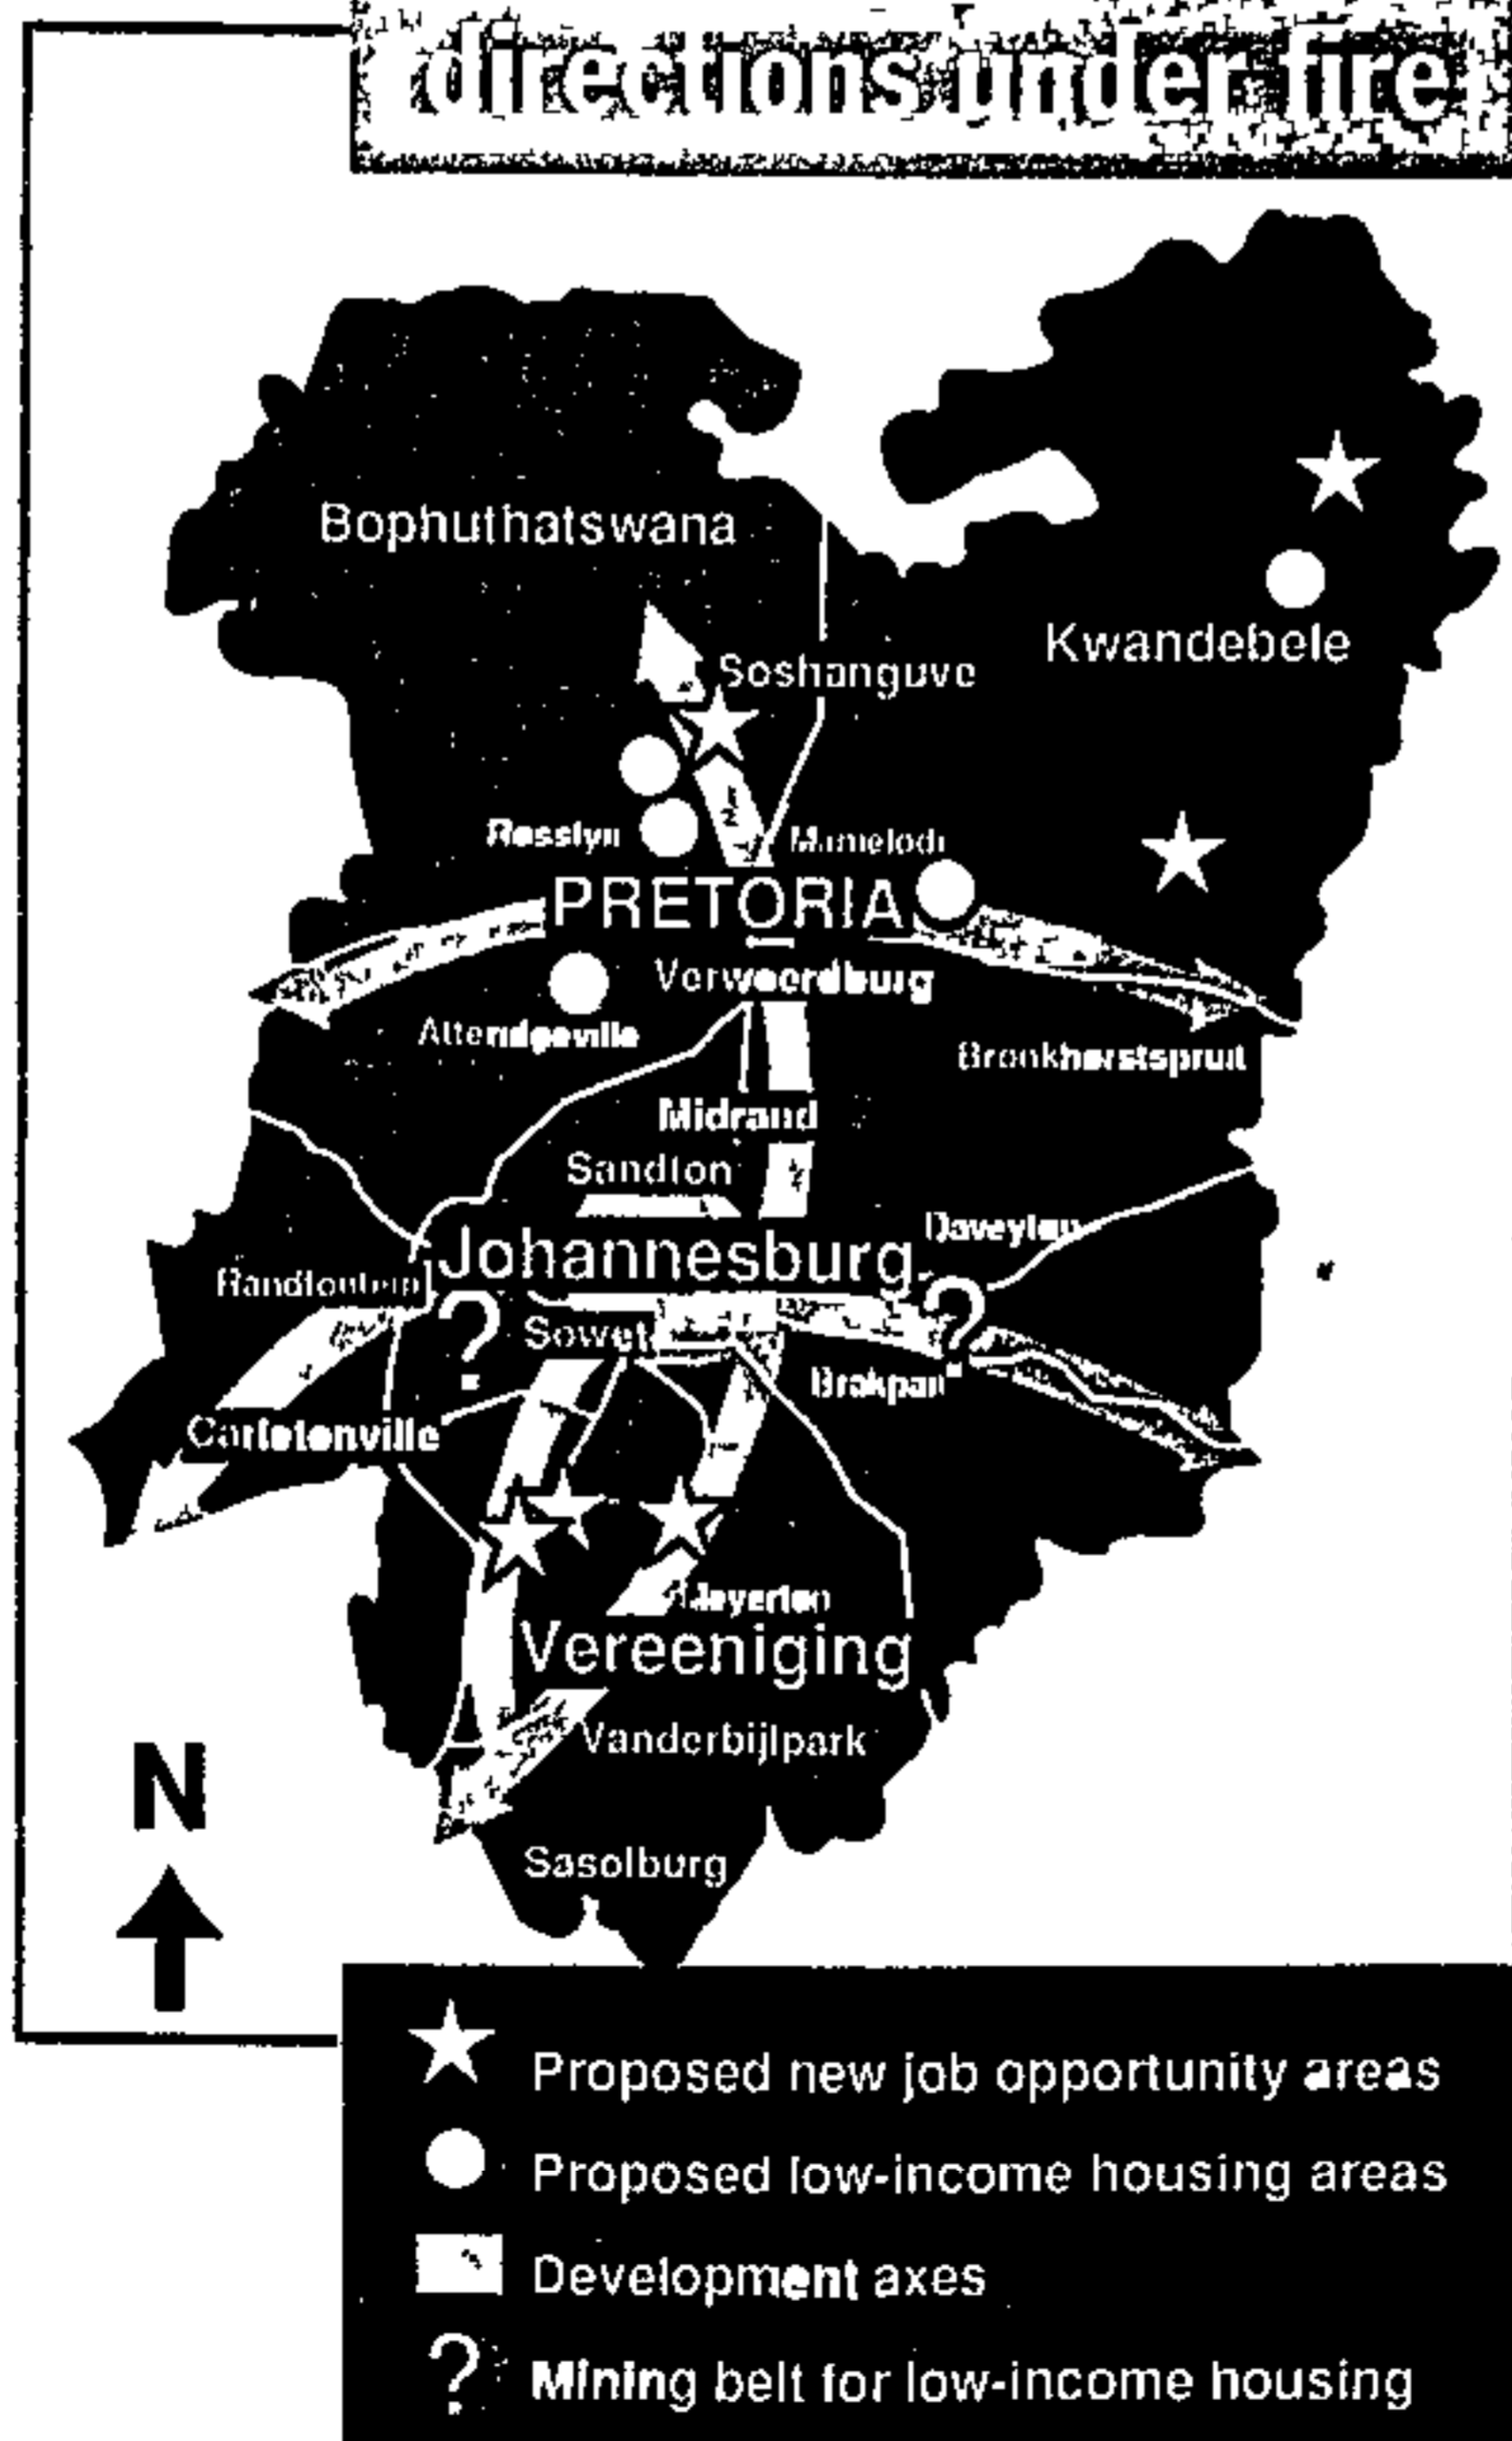 directions under fire
Bophuthatswana
Kwandebele
Soshanguve
Rosslyn
Mamelodi
PRETORIA
Verwoerdburg
Atteridgeville
Bronkhorstspruit
Midrand
Sandton
Daveyton
Johannesburg
Randfontein
?
?
Sowet
Brakpan
Carletonville
Meyerton
Vereeniging
Vanderbijlpark
N
Sasolburg
Proposed new job opportunity areas
Proposed low-income housing areas
Development axes
? Mining belt for low-income housing